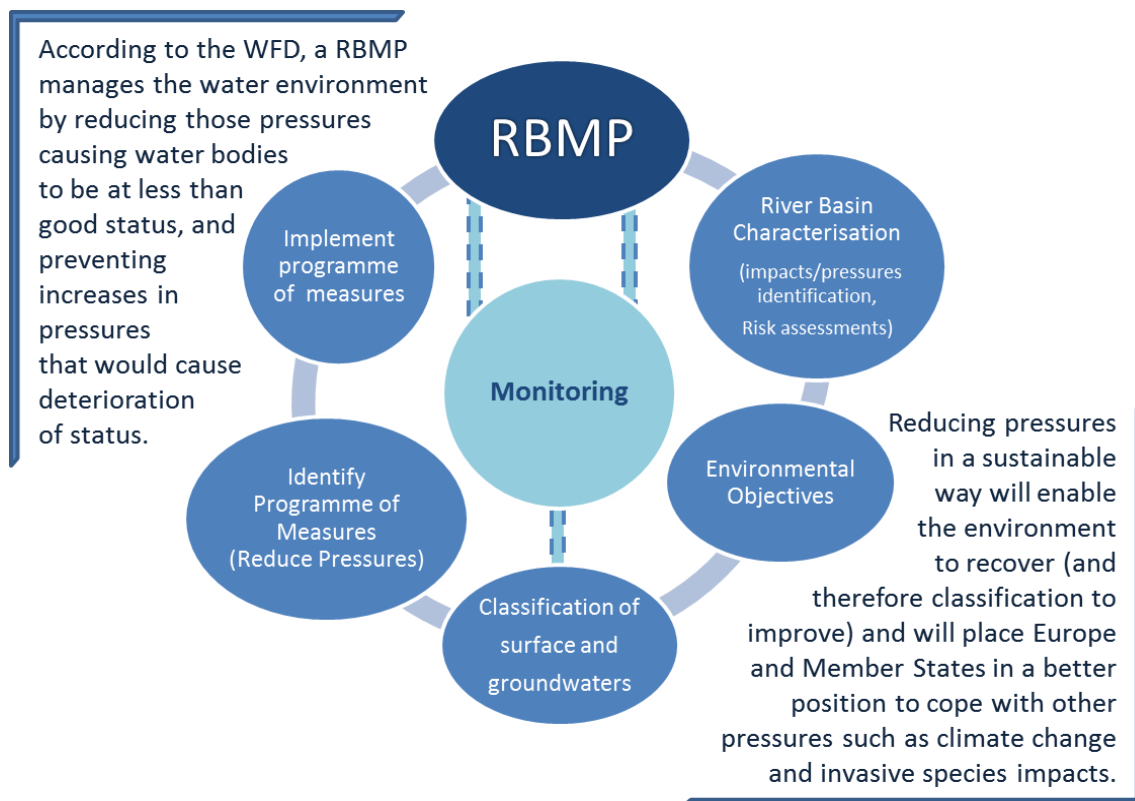 According to the WFD, a RBMP
manages the water environment
by reducing those pressures
causing water bodies
to be at less than
good status, and
preventing
increases in
pressures
that would cause
deterioration
of status.
RBMP
River Basin
Characterisation
(impacts/pressures
identification,
Risk assessments)
Environmental
Objectives
Classification of
surface and
groundwaters
Identify
Programme of
Measures
(Reduce Pressures)
Implement
programme
of measures
Monitoring
Reducing pressures
in a sustainable
way will enable
the environment
to recover (and
therefore classification to
improve) and will place Europe
and Member States in a better
position to cope with other
pressures such as climate change
and invasive species impacts.